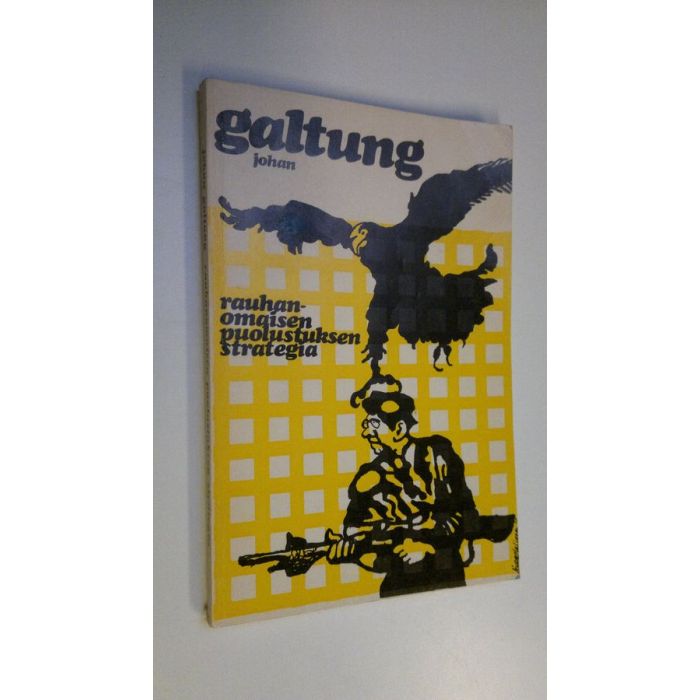 galtung
johan
rauhan-
omaisen
puolustuksen
strategia